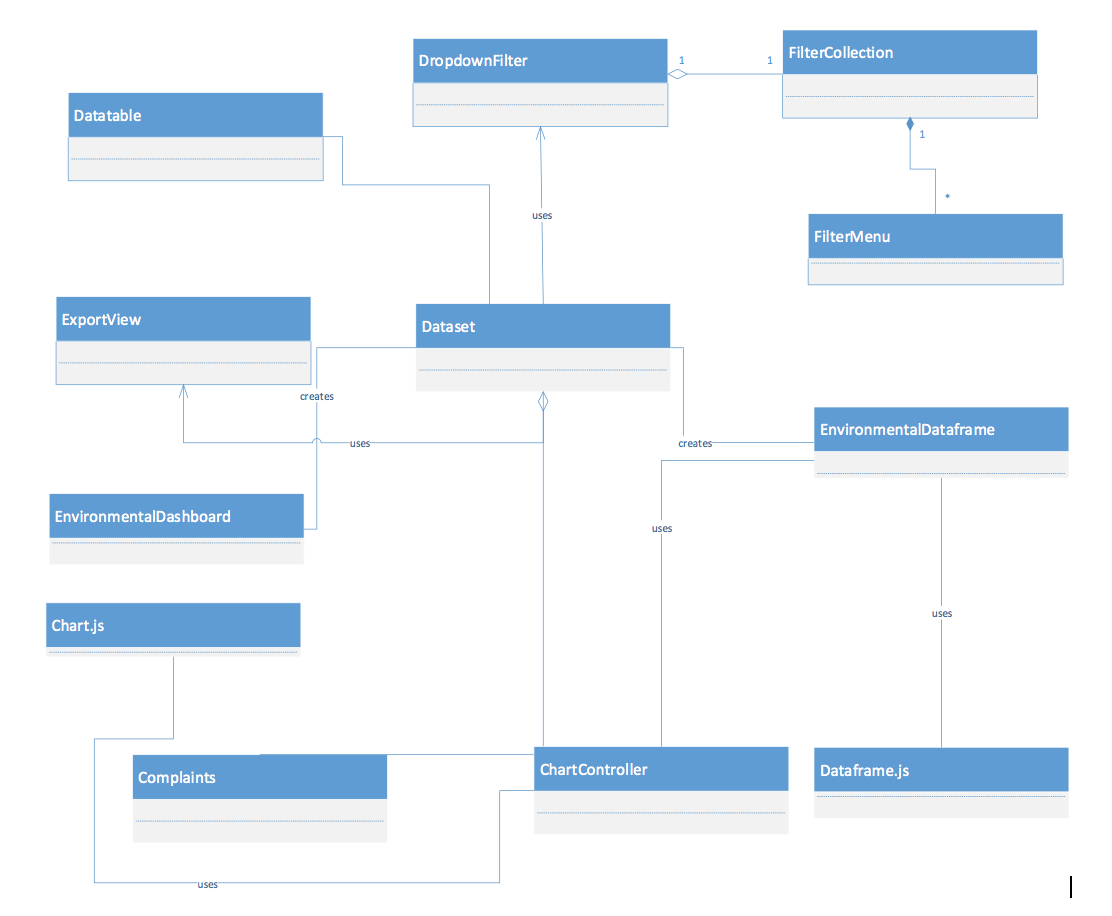 FilterCollection
DropdownFilter
1
1
Datatable
1
*
uses
FilterMenu
ExportView
Dataset
creates
EnvironmentalDataframe
uses
creates
EnvironmentalDashboard
uses
uses
Chart.js
ChartController
Dataframe.js
Complaints
uses